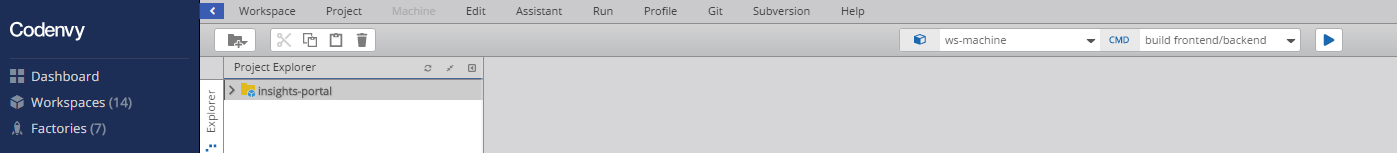 Codenvy
Dashboard
Workspaces (14)
Factories (7)
Workspace Project Machine Edit Assistant Run Profile Git Subversion Help
ws-machine CMD build frontend/backend
Project Explorer
insights-portal
Explorer